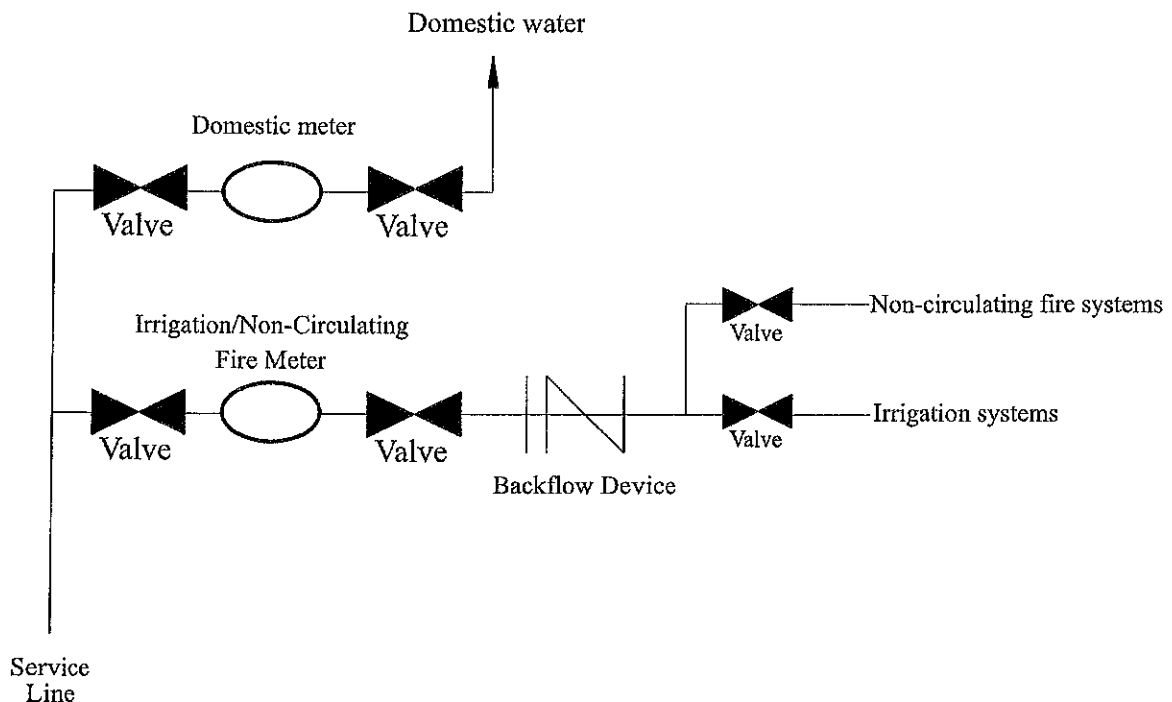 Domestic water
Domestic meter
Valve
Valve
Irrigation/Non-Circulating
Fire Meter
Valve
Valve
Backflow Device
Valve
Non-circulating fire systems
Valve
Irrigation systems
Service
Line